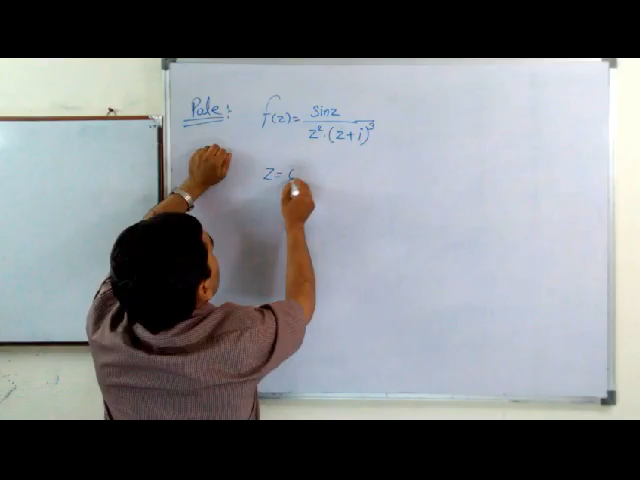 Pole: f(z) = sinz / z²·(z+i)³
z = 0